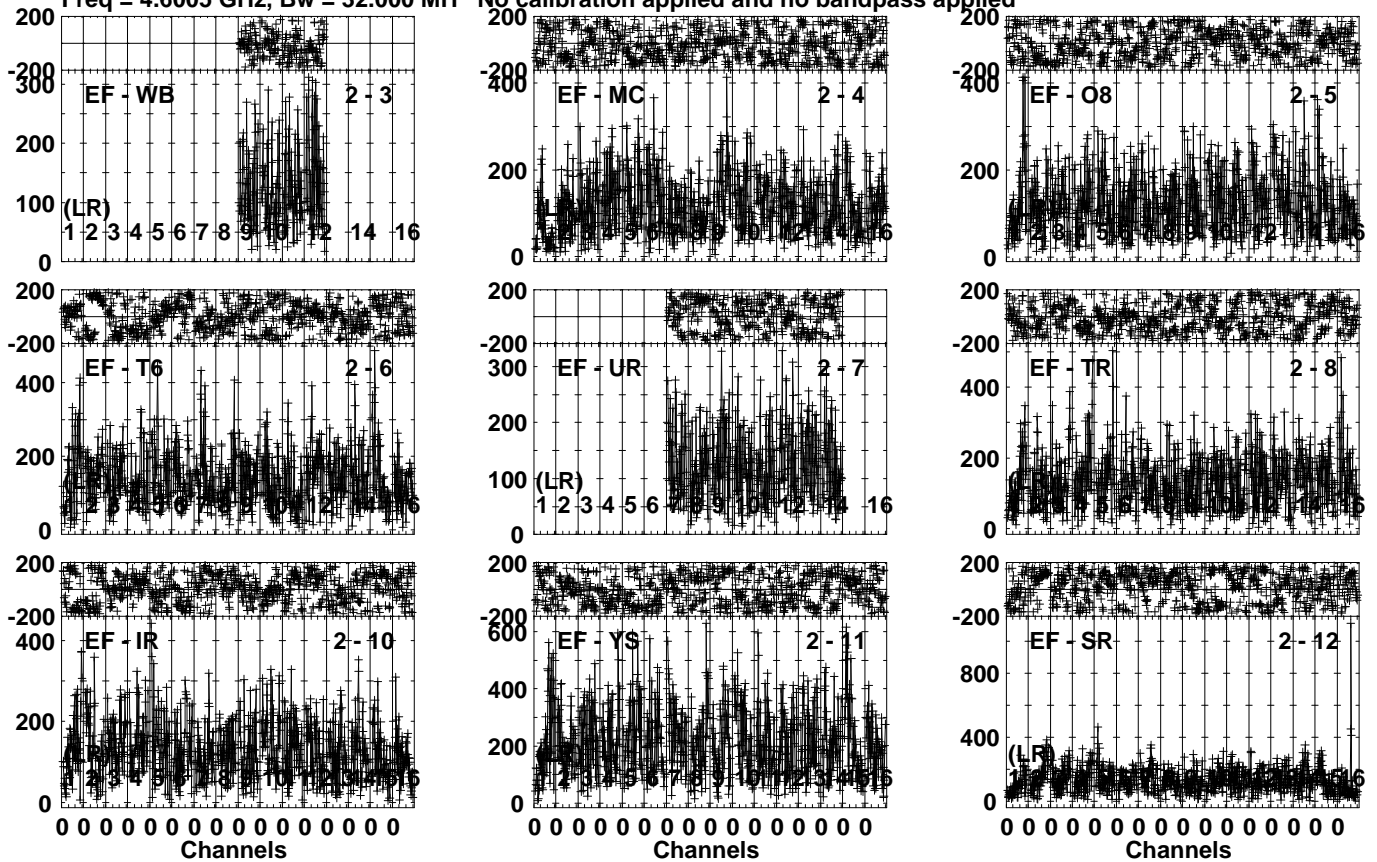 Freq = 4.6005 GHz, Bw = 32.000 MH No calibration applied and no bandpass applied
200 200 200
-200 -200 -200
300 EF - WB 2 - 3 400 EF - MC 2 - 4 400 EF - O8 2 - 5
200 200 200
100
(LR)
1 2 3 4 5 6 7 8 9 10 12 14 16
0 0 0
200 200 200
-200 -200 -200
EF - T6 2 - 6 300 EF - UR 2 - 7 EF - TR 2 - 8
400 200 400
200 100 200
(LR)
1 2 3 4 5 6 7 8 9 10 12 14 16
0 0 0
200 200 200
-200 -200 -200
400 EF - IR 2 - 10 600 EF - YS 2 - 11 EF - SR 2 - 12
400 800
200 200 400
(LR)
0 0 0
0 0 0 0 0 0 0 0 0 0 0 0 0 0 0 0 0 0 0 0 0 0 0 0 0 0 0 0 0 0 0 0 0 0 0 0 0 0 0 0 0 0 0 0 0 0 0 0
Channels Channels Channels